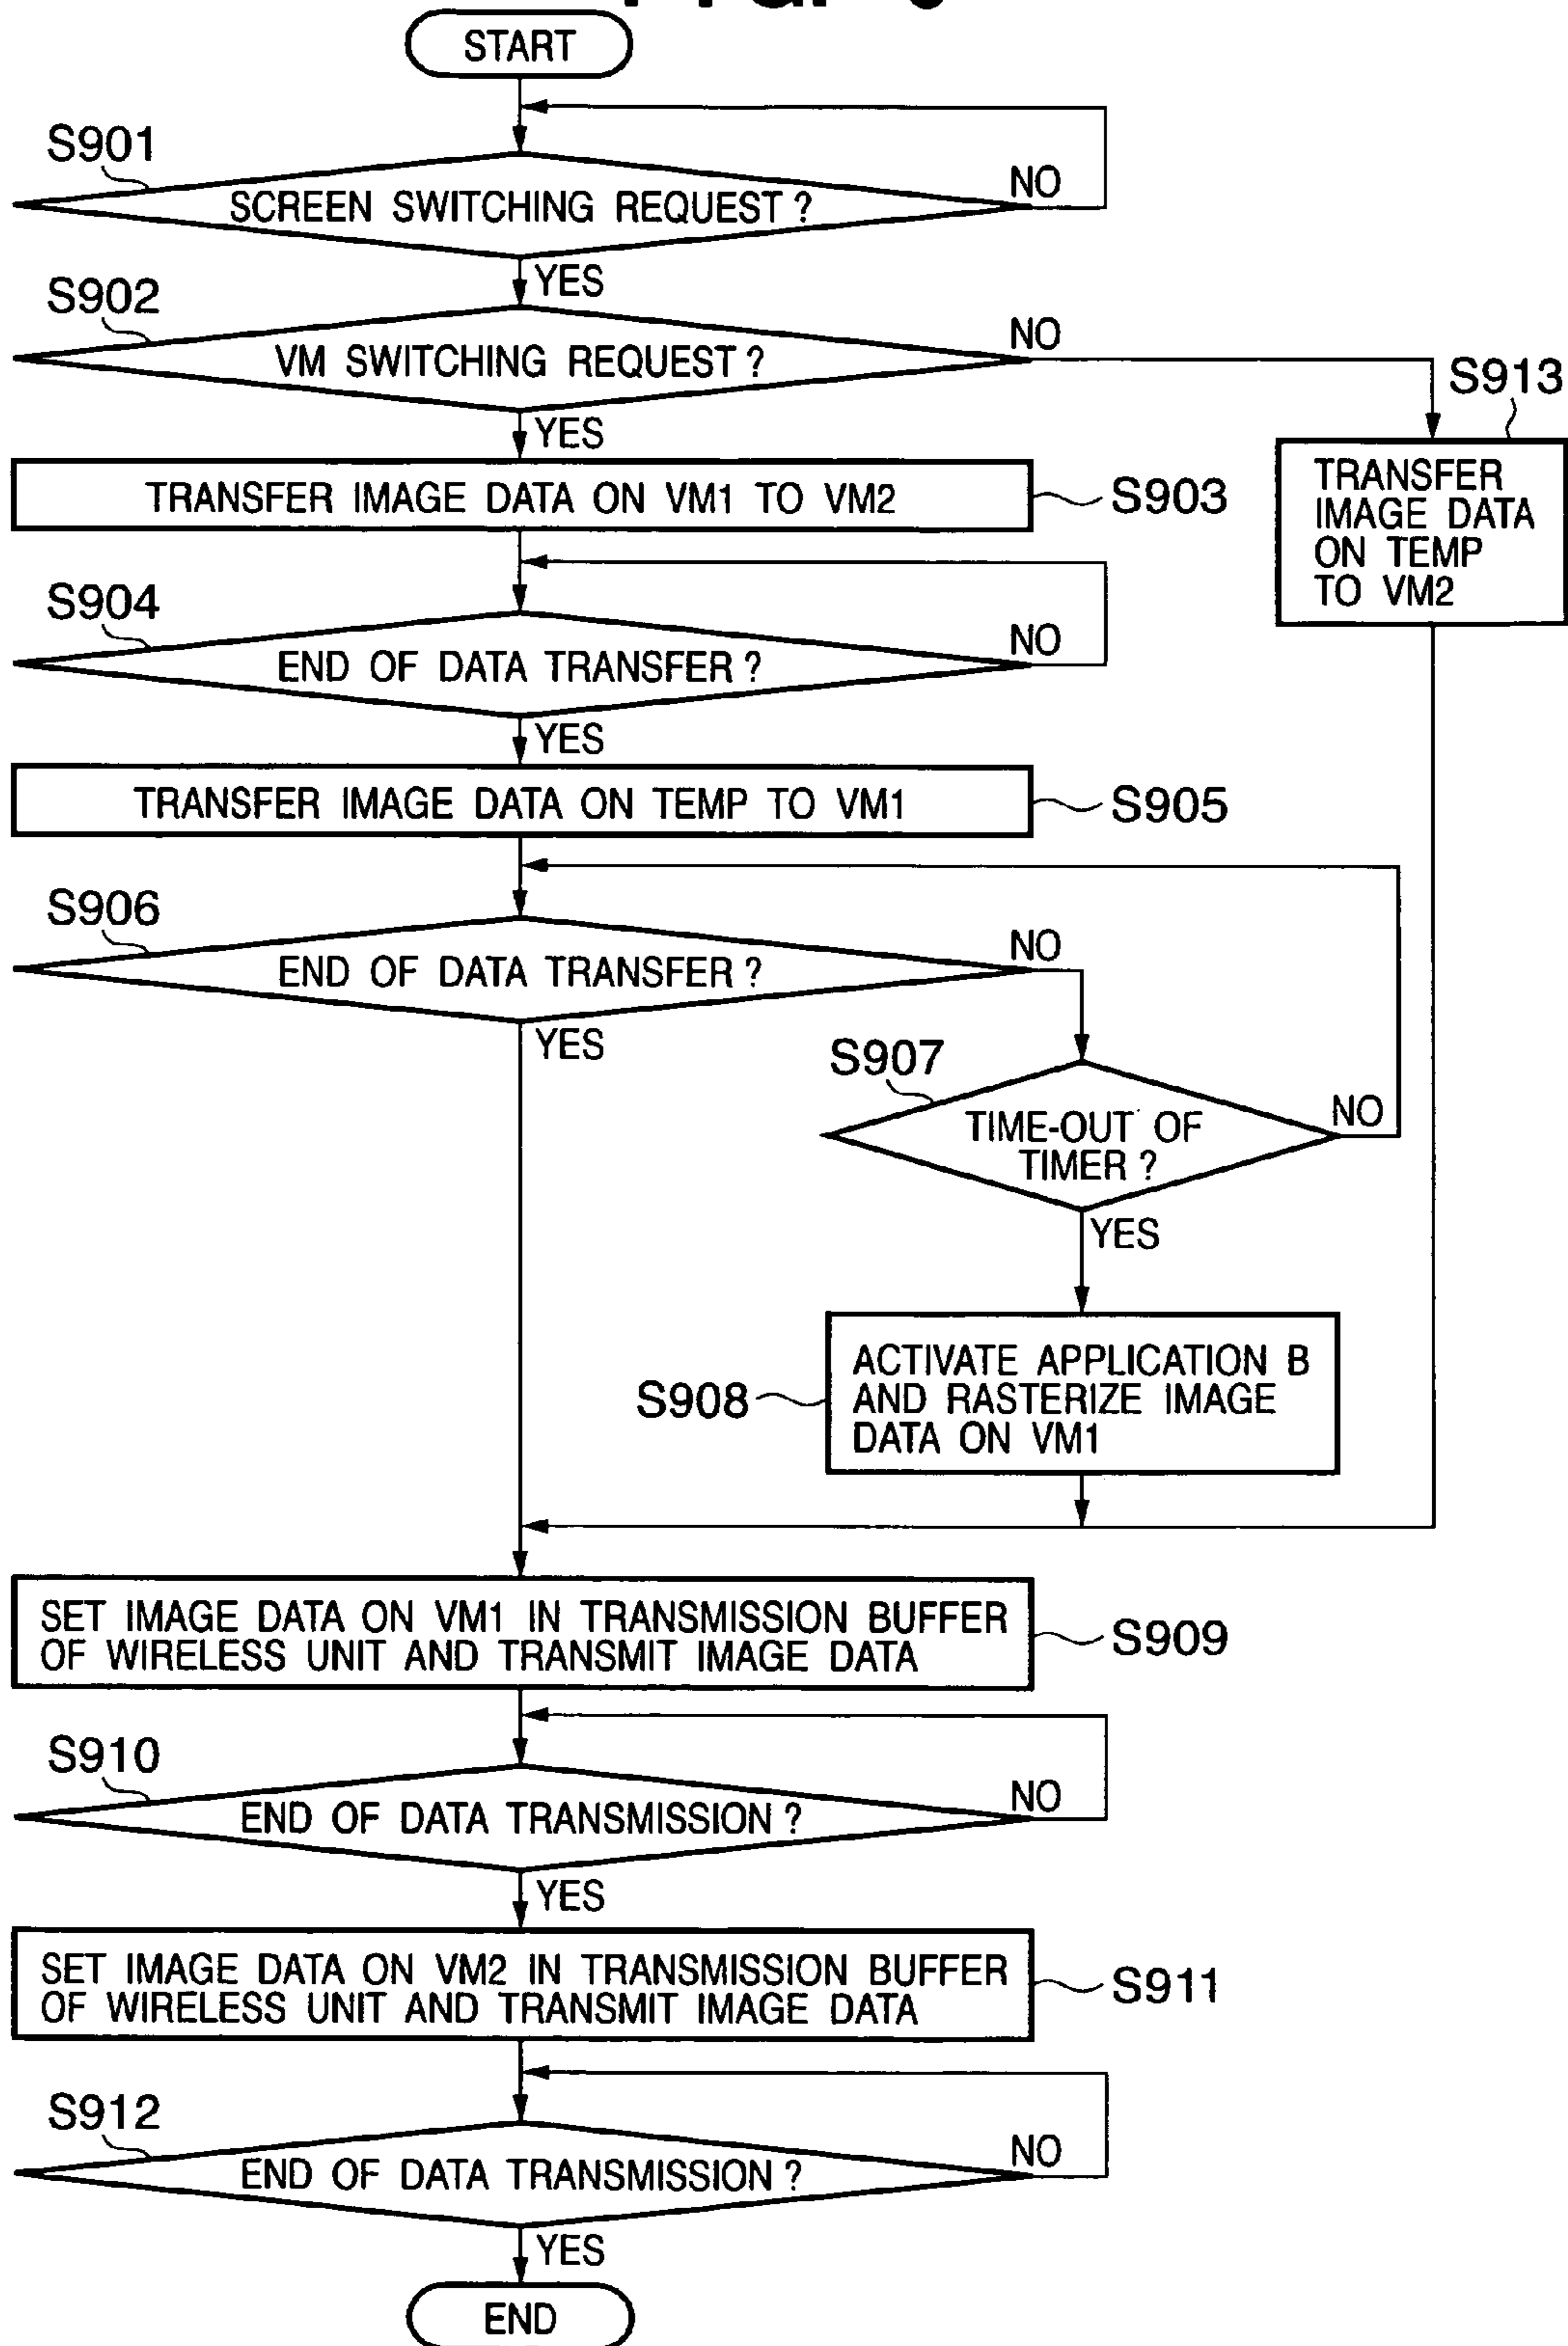 START
S901
SCREEN SWITCHING REQUEST ?
NO
YES
S902
VM SWITCHING REQUEST ?
NO
YES
S913
TRANSFER
IMAGE DATA
ON TEMP
TO VM2
TRANSFER IMAGE DATA ON VM1 TO VM2
S903
S904
END OF DATA TRANSFER ?
NO
YES
TRANSFER IMAGE DATA ON TEMP TO VM1
S905
S906
END OF DATA TRANSFER ?
NO
YES
S907
TIME-OUT OF
TIMER ?
NO
YES
S908
ACTIVATE APPLICATION B
AND RASTERIZE IMAGE
DATA ON VM1
SET IMAGE DATA ON VM1 IN TRANSMISSION BUFFER
OF WIRELESS UNIT AND TRANSMIT IMAGE DATA
S909
S910
END OF DATA TRANSMISSION ?
NO
YES
SET IMAGE DATA ON VM2 IN TRANSMISSION BUFFER
OF WIRELESS UNIT AND TRANSMIT IMAGE DATA
S911
S912
END OF DATA TRANSMISSION ?
NO
YES
END